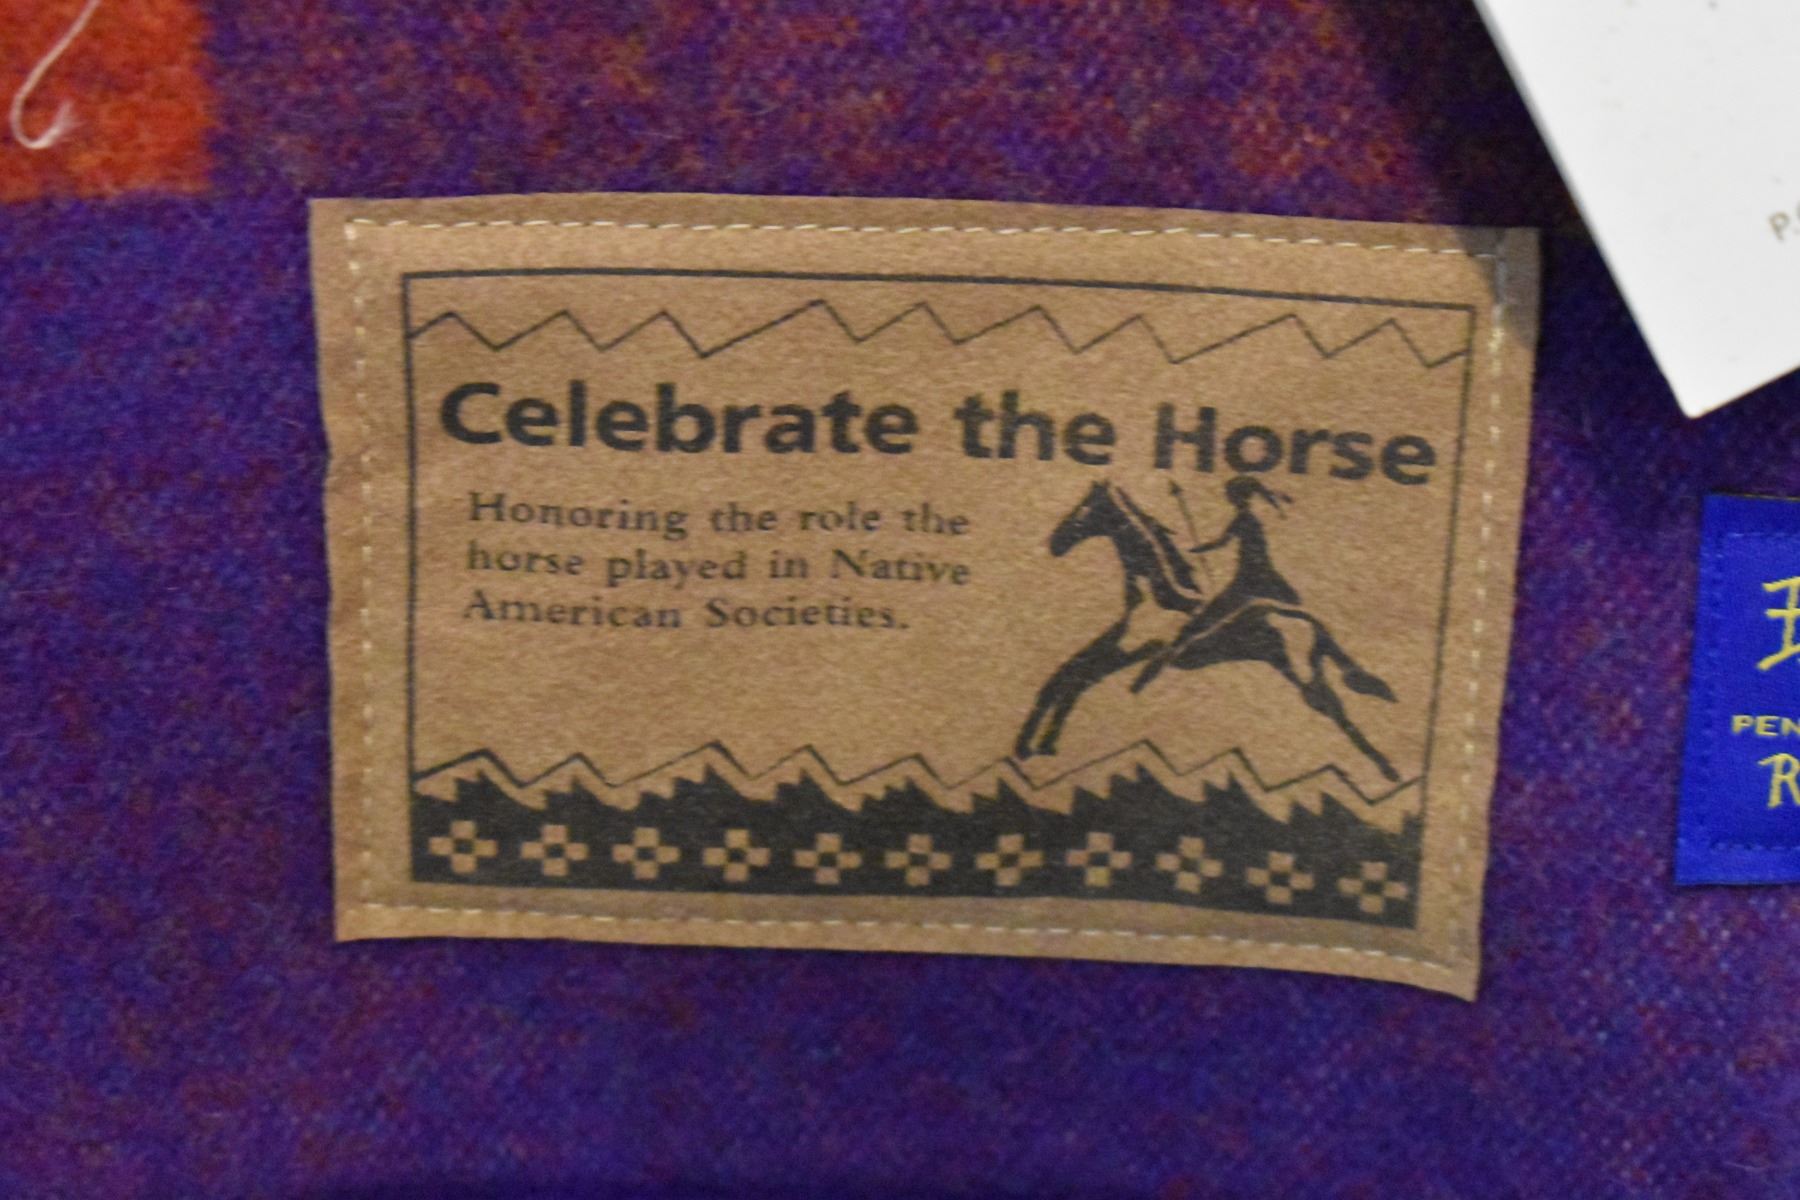 Celebrate the Horse
Honoring the role the
horse played in Native
American Societies.